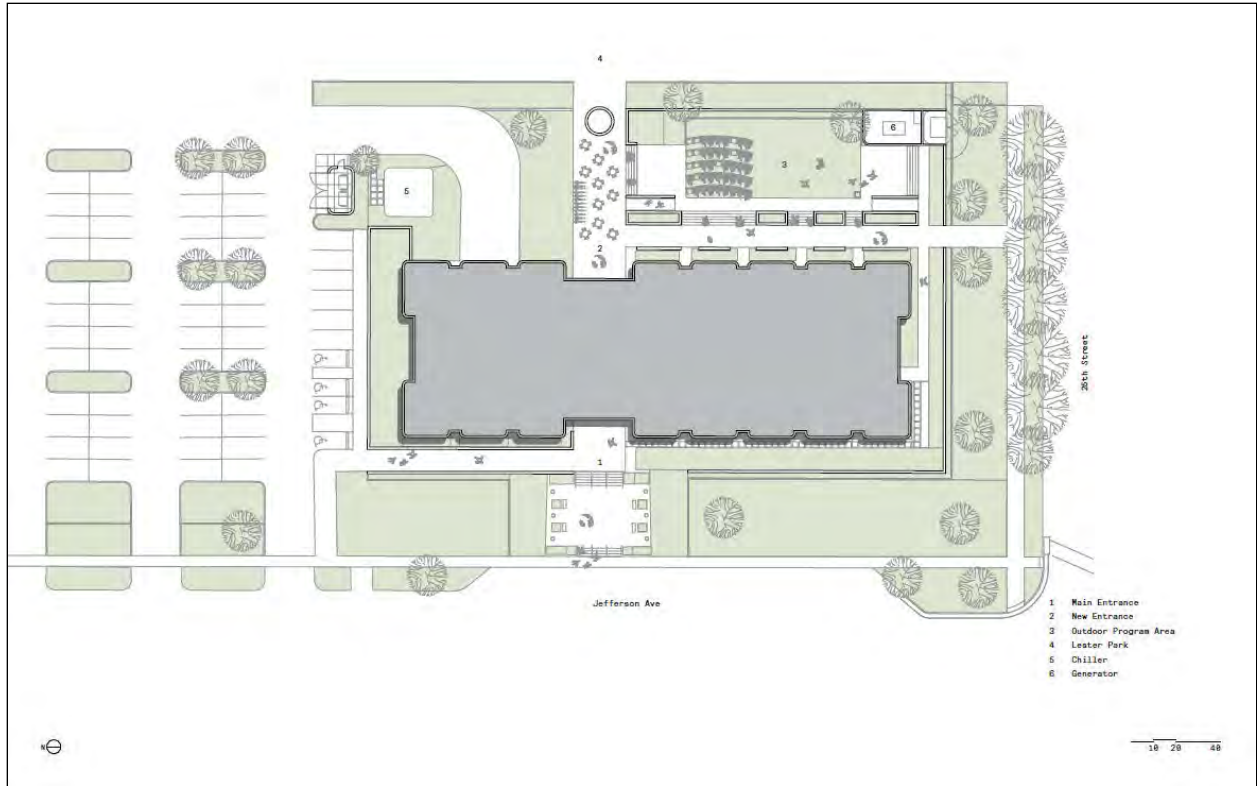 4
6
3
5
2
25th Street
1
Jefferson Ave
1 Main Entrance
2 New Entrance
3 Outdoor Program Area
4 Lester Park
5 Chiller
6 Generator
N
10 20 40